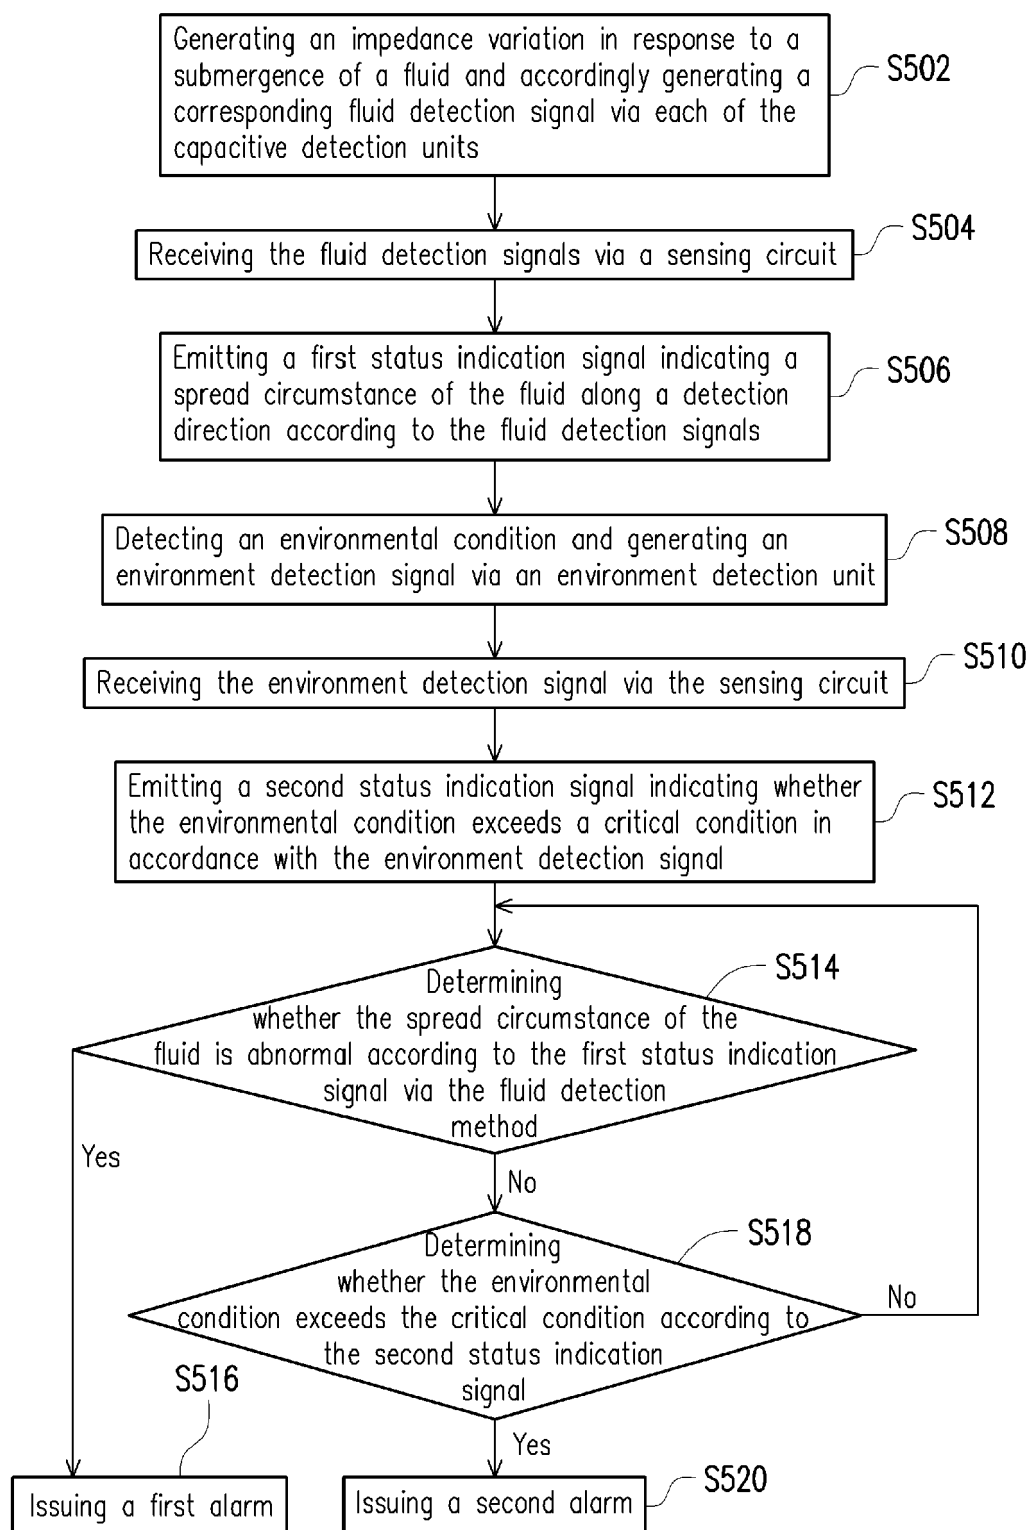 Generating an impedance variation in response to a
submergence of a fluid and accordingly generating a
corresponding fluid detection signal via each of the
capacitive detection units
S502
S504
Receiving the fluid detection signals via a sensing circuit
Emitting a first status indication signal indicating a
spread circumstance of the fluid along a detection
direction according to the fluid detection signals
S506
Detecting an environmental condition and generating an
environment detection signal via an environment detection unit
S508
S510
Receiving the environment detection signal via the sensing circuit
Emitting a second status indication signal indicating whether
the environmental condition exceeds a critical condition in
accordance with the environment detection signal
S512
S514
Determining
whether the spread circumstance of the
fluid is abnormal according to the first status indication
signal via the fluid detection
method
Yes
No
S518
Determining
whether the environmental
condition exceeds the critical condition according to
the second status indication
signal
No
S516
Yes
Issuing a first alarm
Issuing a second alarm
S520